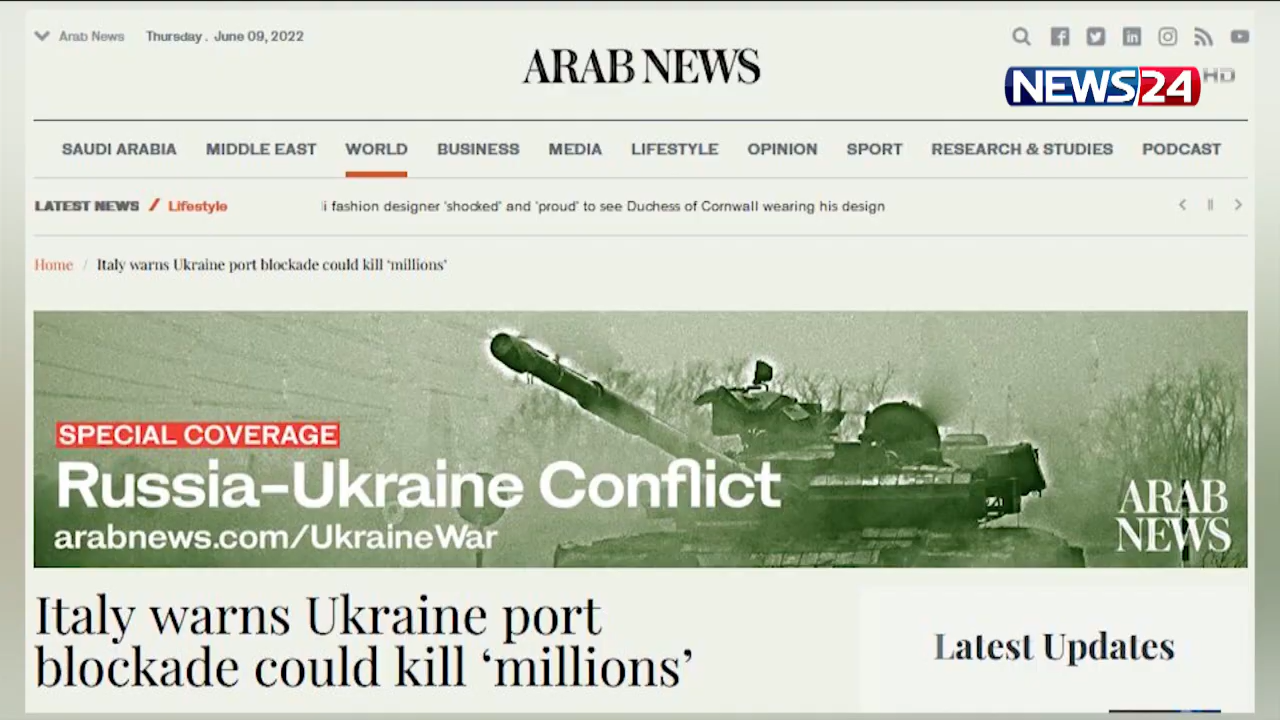 Arab News Thursday . June 09, 2022
ARAB NEWS
NEWS24 HD
SAUDI ARABIA MIDDLE EAST WORLD BUSINESS MEDIA LIFESTYLE OPINION SPORT RESEARCH & STUDIES PODCAST
LATEST NEWS / Lifestyle i fashion designer 'shocked' and 'proud' to see Duchess of Cornwall wearing his design
Home / Italy warns Ukraine port blockade could kill ‘millions’
SPECIAL COVERAGE
Russia-Ukraine Conflict
arabnews.com/UkraineWar
ARAB
NEWS
Italy warns Ukraine port
blockade could kill ‘millions’
Latest Updates